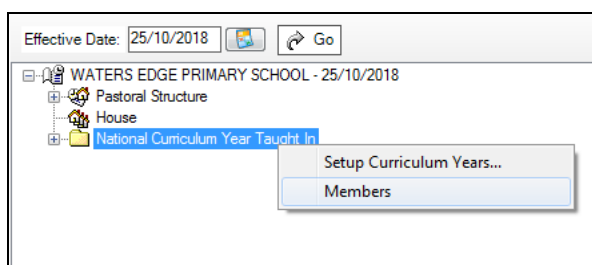 Effective Date: 25/10/2018 Go
WATERS EDGE PRIMARY SCHOOL - 25/10/2018
Pastoral Structure
House
National Curriculum Year Taught In
Setup Curriculum Years...
Members